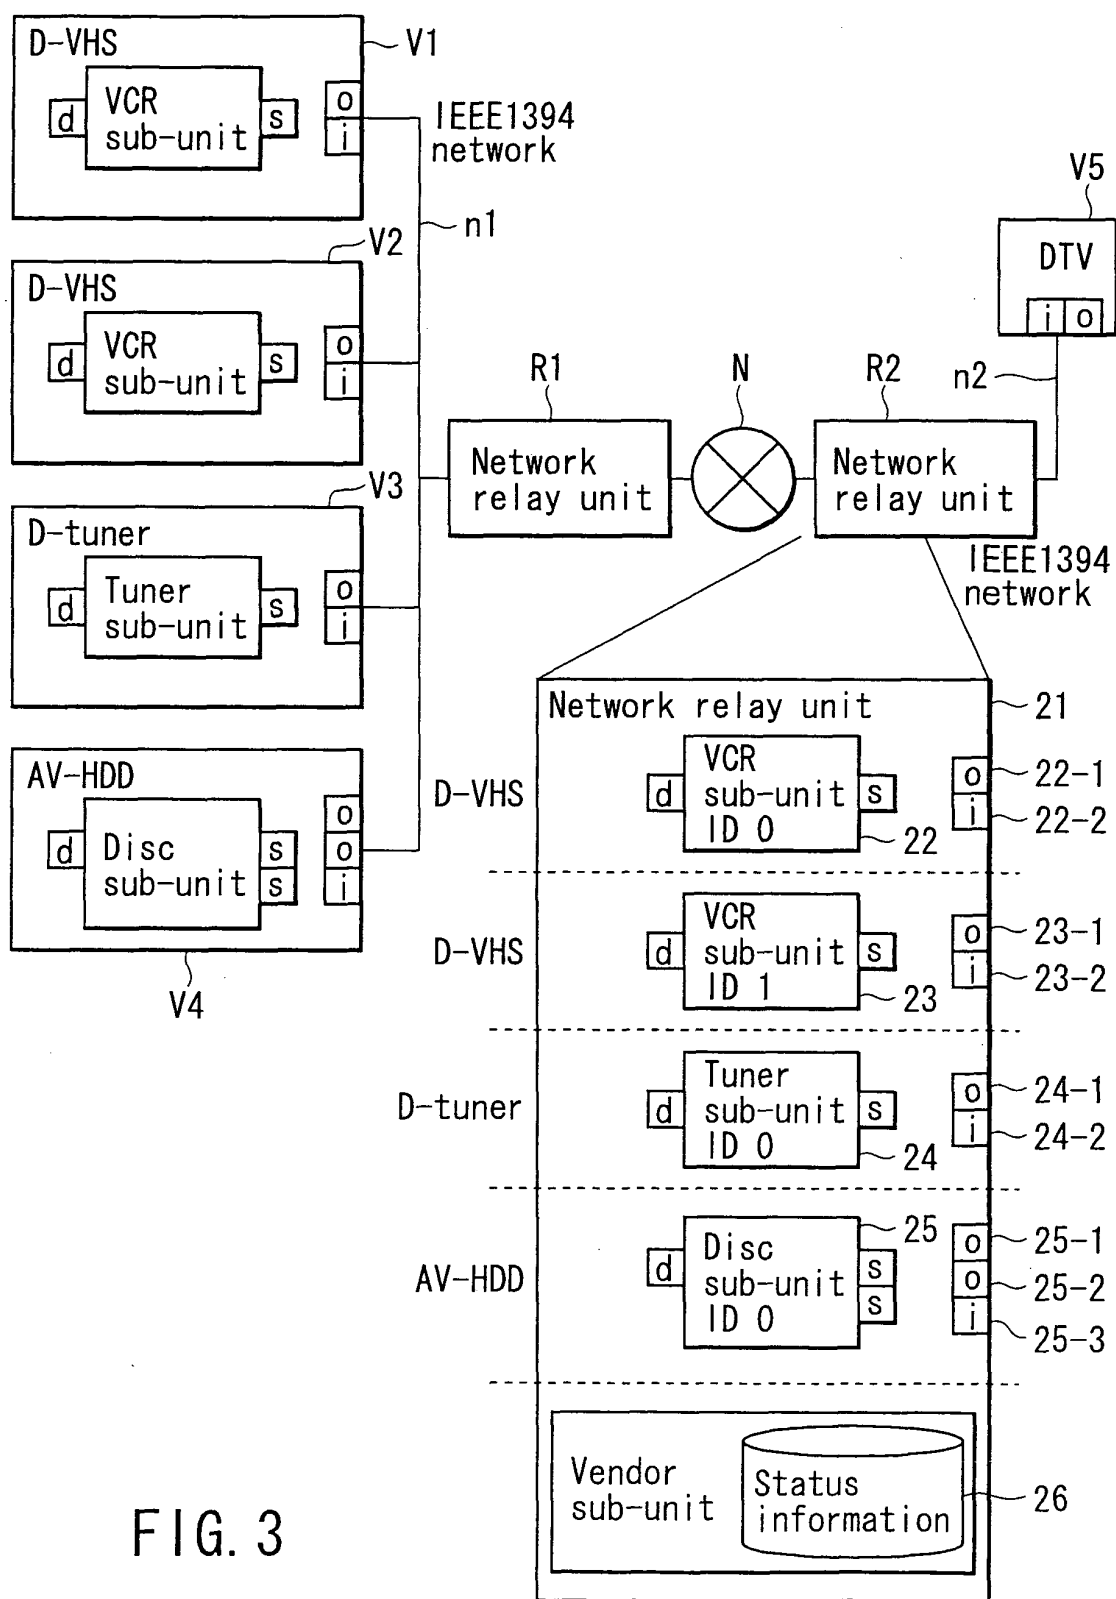 D-VHS
V1
VCR
sub-unit
d
s
o
i
IEEE1394
network
n1
V2
D-VHS
VCR
sub-unit
d
s
o
i
V3
D-tuner
Tuner
sub-unit
d
s
o
i
AV-HDD
Disc
sub-unit
d
s
s
o
o
i
V4
R1
Network
relay unit
N
R2
Network
relay unit
n2
V5
DTV
i
o
IEEE1394
network
Network relay unit
21
D-VHS
d
VCR
sub-unit
ID 0
s
22
o
i
22-1
22-2
D-VHS
d
VCR
sub-unit
ID 1
s
23
o
i
23-1
23-2
D-tuner
d
Tuner
sub-unit
ID 0
s
24
o
i
24-1
24-2
AV-HDD
d
Disc
sub-unit
ID 0
s
s
25
o
o
i
25-1
25-2
25-3
Vendor
sub-unit
Status
information
26
FIG. 3